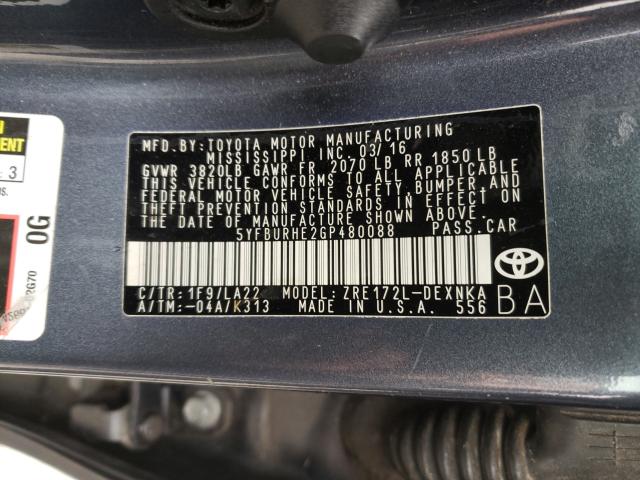 MFD.BY:TOYOTA MOTOR MANUFACTURING
MISSISSIPPI INC. 03/16
GVWR 3820LB GAWR FR 2070 LB RR 1850 LB
THIS VEHICLE CONFORMS TO ALL APPLICABLE
FEDERAL MOTOR VEHICLE SAFETY, BUMPER, AND
THEFT PREVENTION STANDARDS IN EFFECT ON
THE DATE OF MANUFACTURE SHOWN ABOVE.
5YFBURHE2GP480088 PASS.CAR
C/TR:1F9/LA22 MODEL: ZRE172L-DEXNKA
A/TM:-04A/K313 MADE IN U.S.A. 556
BA
TOYOTA
3
OG